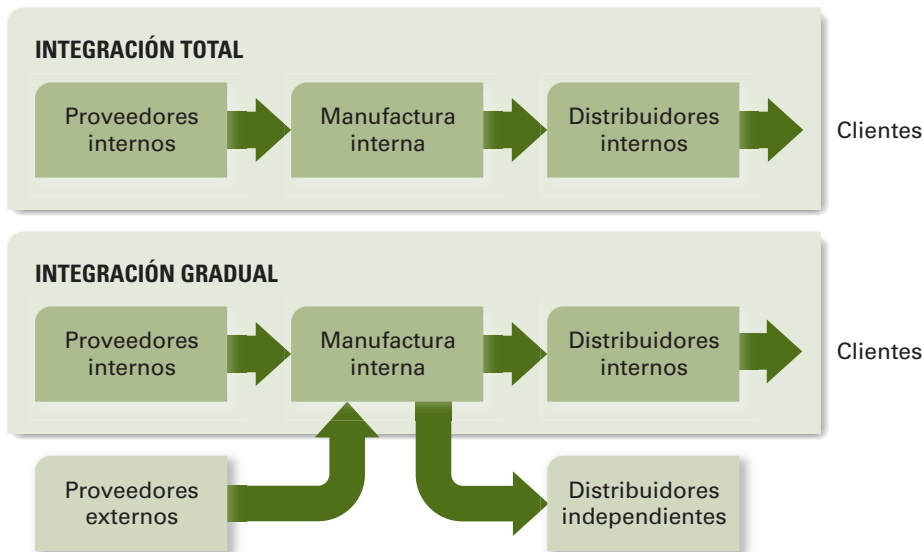 INTEGRACIÓN TOTAL
Proveedores
internos
Manufactura
interna
Distribuidores
internos
Clientes
INTEGRACIÓN GRADUAL
Proveedores
internos
Manufactura
interna
Distribuidores
internos
Clientes
Proveedores
externos
Distribuidores
independientes